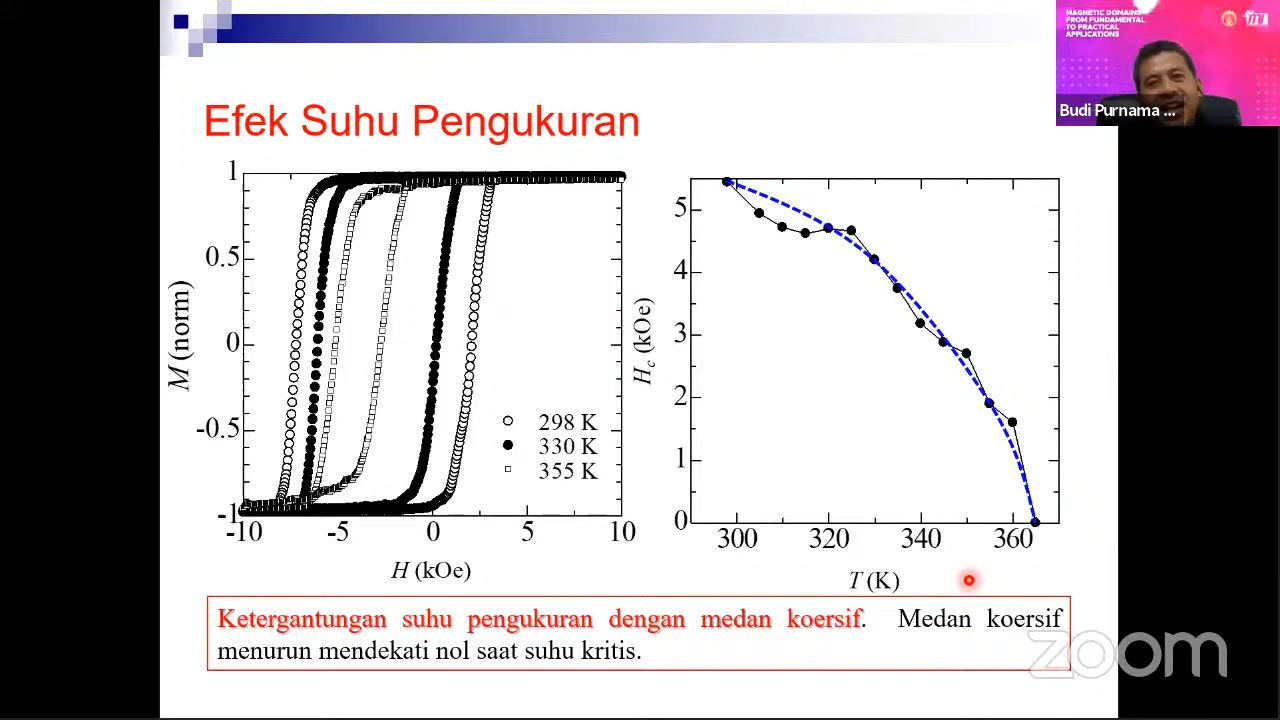 MAGNETIC DOMAINS
FROM FUNDAMENTAL
TO PRACTICAL
APPLICATIONS
Budi Purnama ...
Efek Suhu Pengukuran
1
0.5
0
-0.5
-1
M (norm)
298 K
330 K
355 K
-10 -5 0 5 10
H (kOe)
5
4
3
2
1
0
Hc (kOe)
300 320 340 360
T (K)
Ketergantungan suhu pengukuran dengan medan koersif. Medan koersif
menurun mendekati nol saat suhu kritis.
zoom